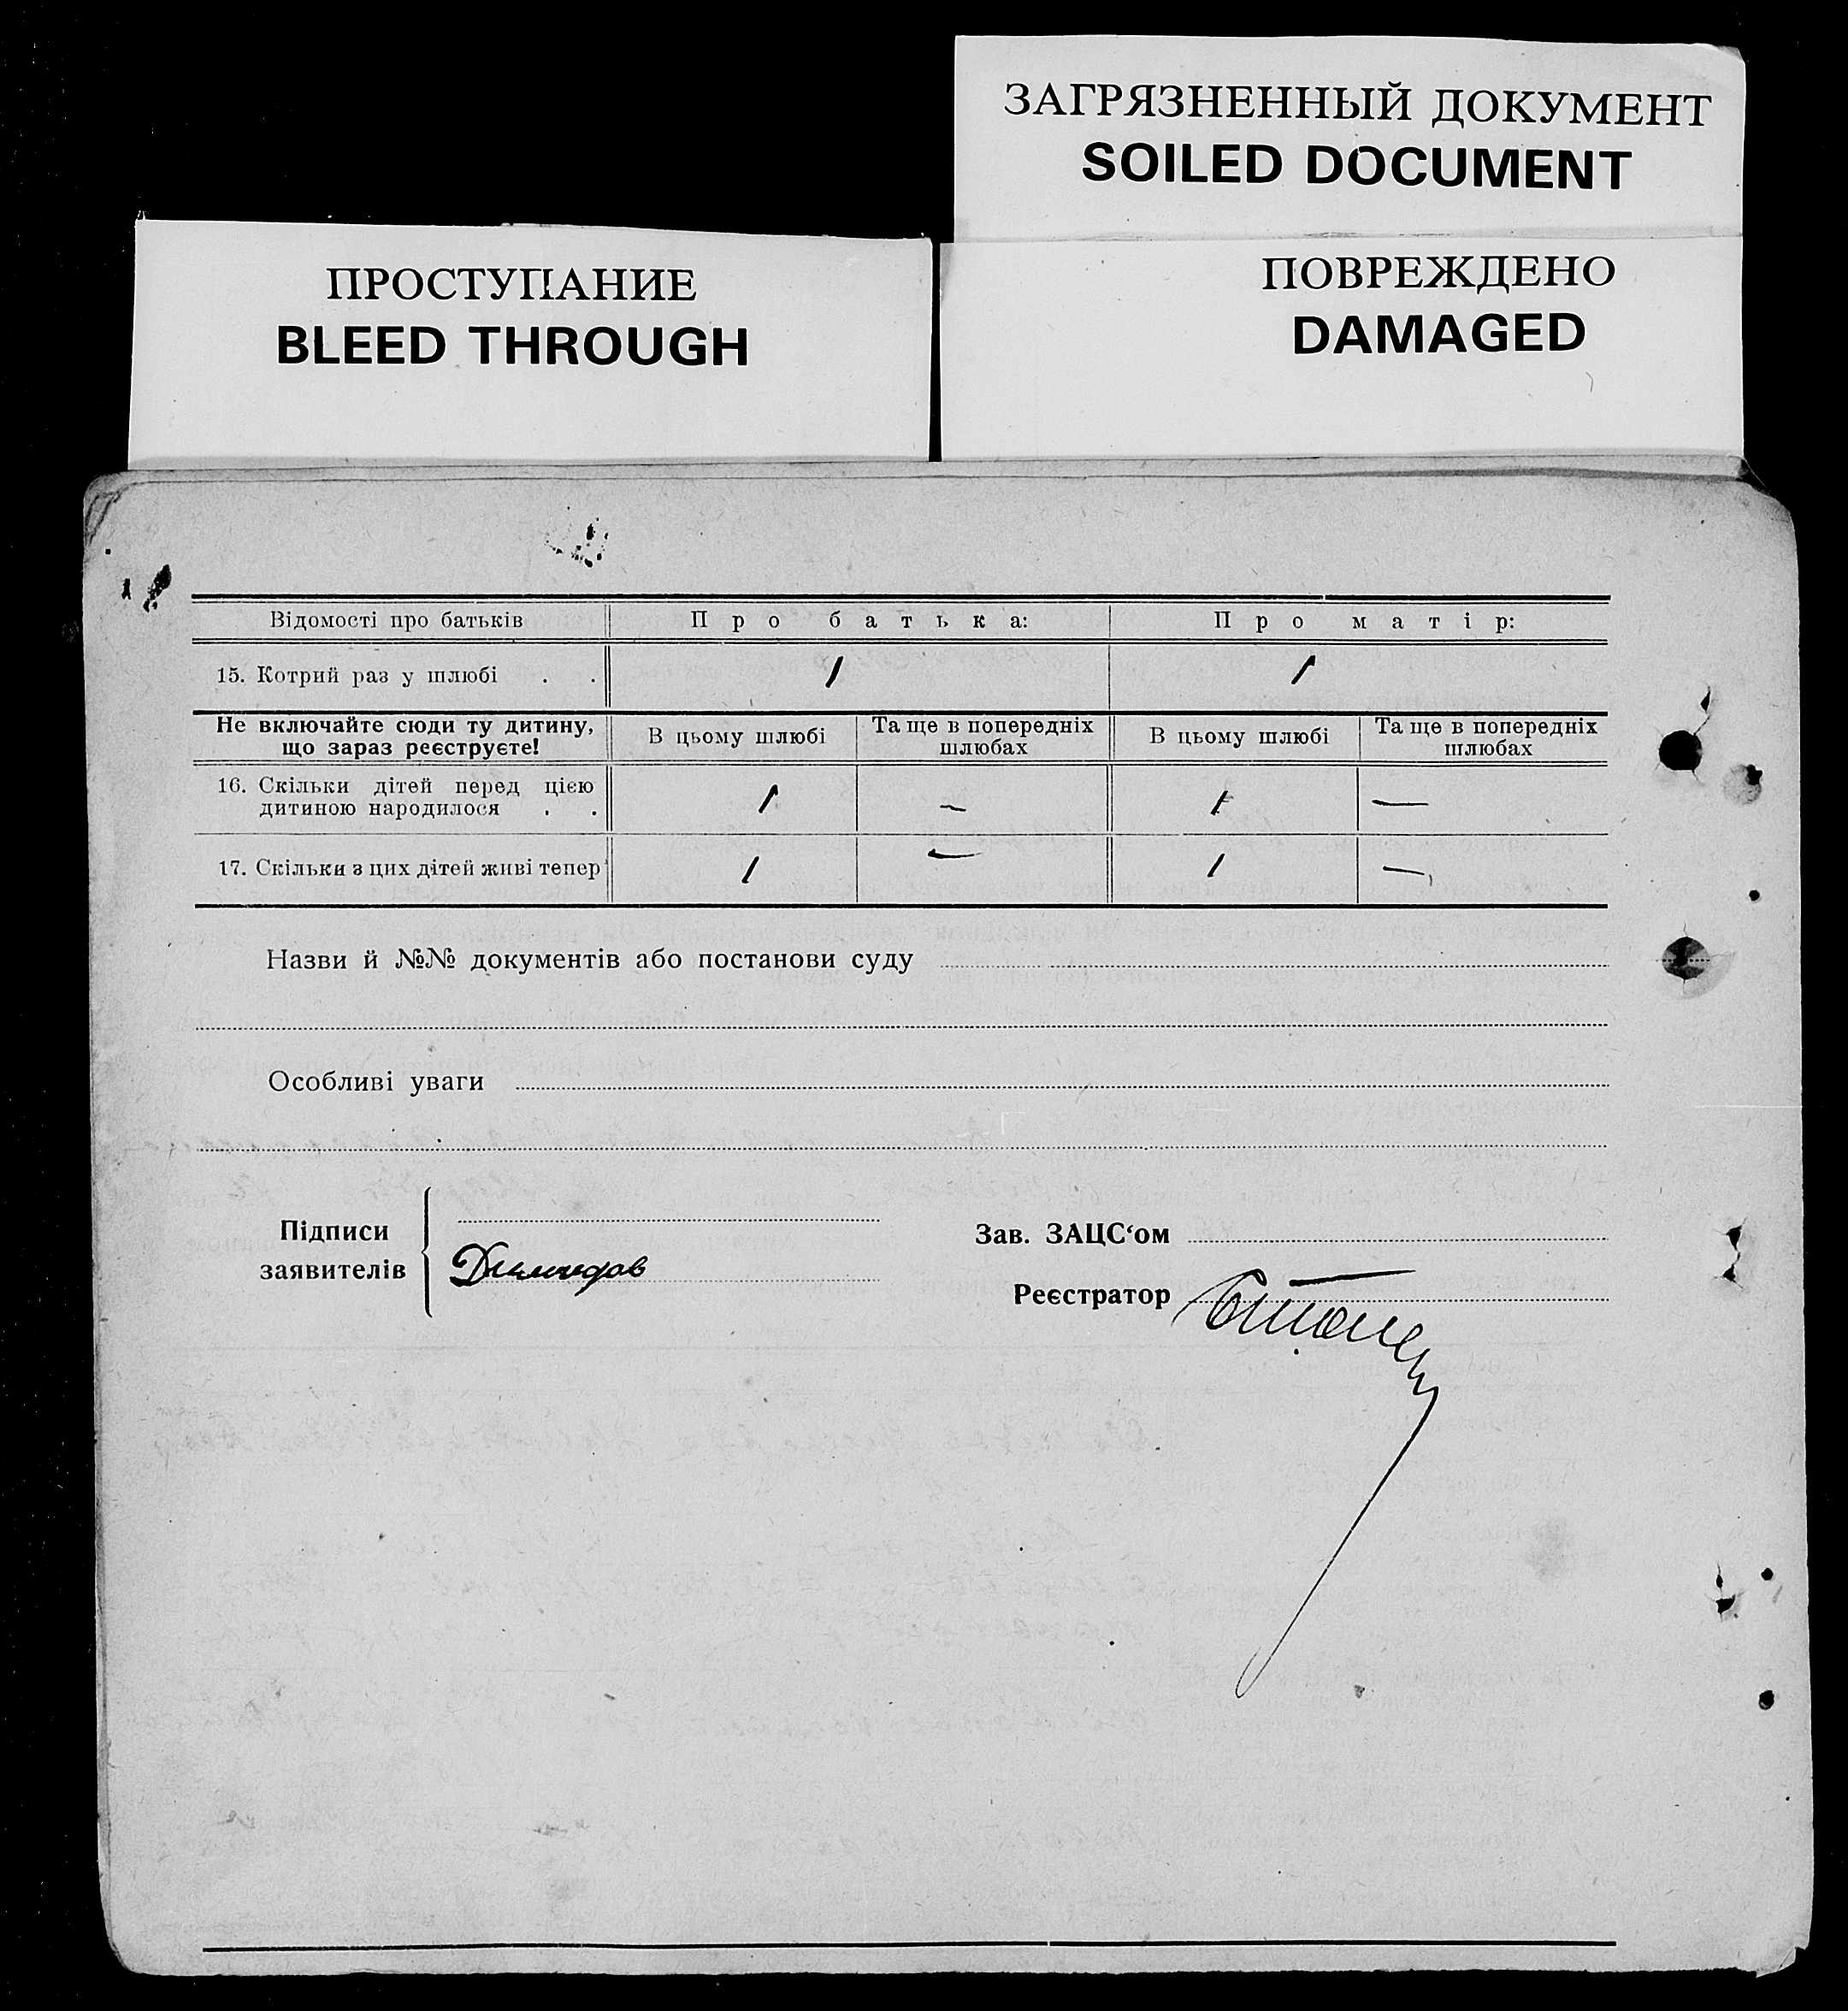 ЗАГРЯЗНЕННЫЙ ДОКУМЕНТ
SOILED DOCUMENT
ПРОСТУПАНИЕ
BLEED THROUGH
ПОВРЕЖДЕНО
DAMAGED
Відомості про батьків Про батька: Про матір:
15. Котрий раз у шлюбі . . 1 1
Не включайте сюди ту дитину,
що зараз реєструєте!
В цьому шлюбі
Та ще в попередніх
шлюбах
В цьому шлюбі
Та ще в попередніх
шлюбах
16. Скільки дітей перед цією
дитиною народилося . . 1 — 1 —
17. Скільки з цих дітей живі тепер 1 — 1 —
Назви й №№ документів або постанови суду
Особливі уваги
Підписи
заявителів
Зав. ЗАЦС‘ом
Реєстратор